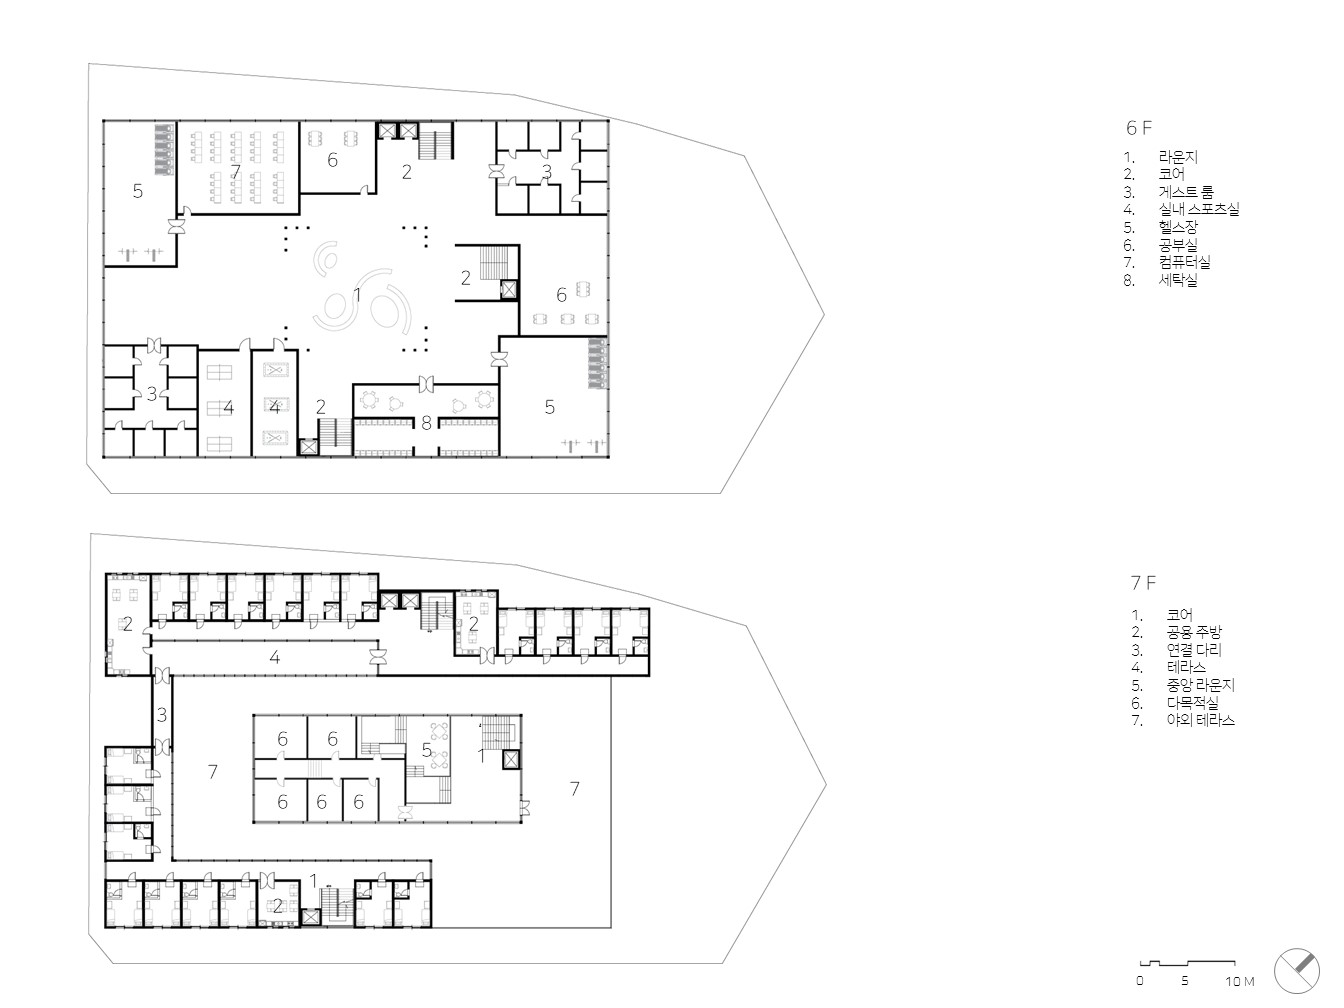 6 F
1. 라운지
2. 코어
3. 게스트 룸
4. 실내 스포츠실
5. 헬스장
6. 공부실
7. 컴퓨터실
8. 세탁실
5
7
6
2
3
2
6
1
3
4
4
2
8
5
7 F
1. 코어
2. 공용 주방
3. 연결 다리
4. 테라스
5. 중앙 라운지
6. 다목적실
7. 야외 테라스
2
2
4
3
6
6
5
1
7
7
6
6
6
1
2
0 5 10 M